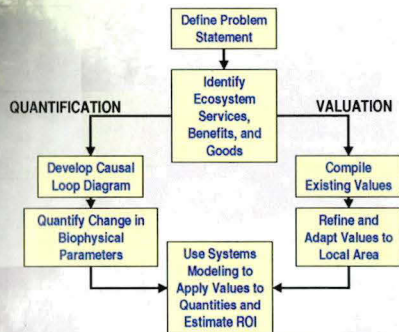 Define Problem
Statement
Identify
Ecosystem
Services,
Benefits, and
Goods
QUANTIFICATION
VALUATION
Develop Causal
Loop Diagram
Compile
Existing Values
Quantify Change in
Biophysical
Parameters
Refine and
Adapt Values to
Local Area
Use Systems
Modeling to
Apply Values to
Quantities and
Estimate ROI